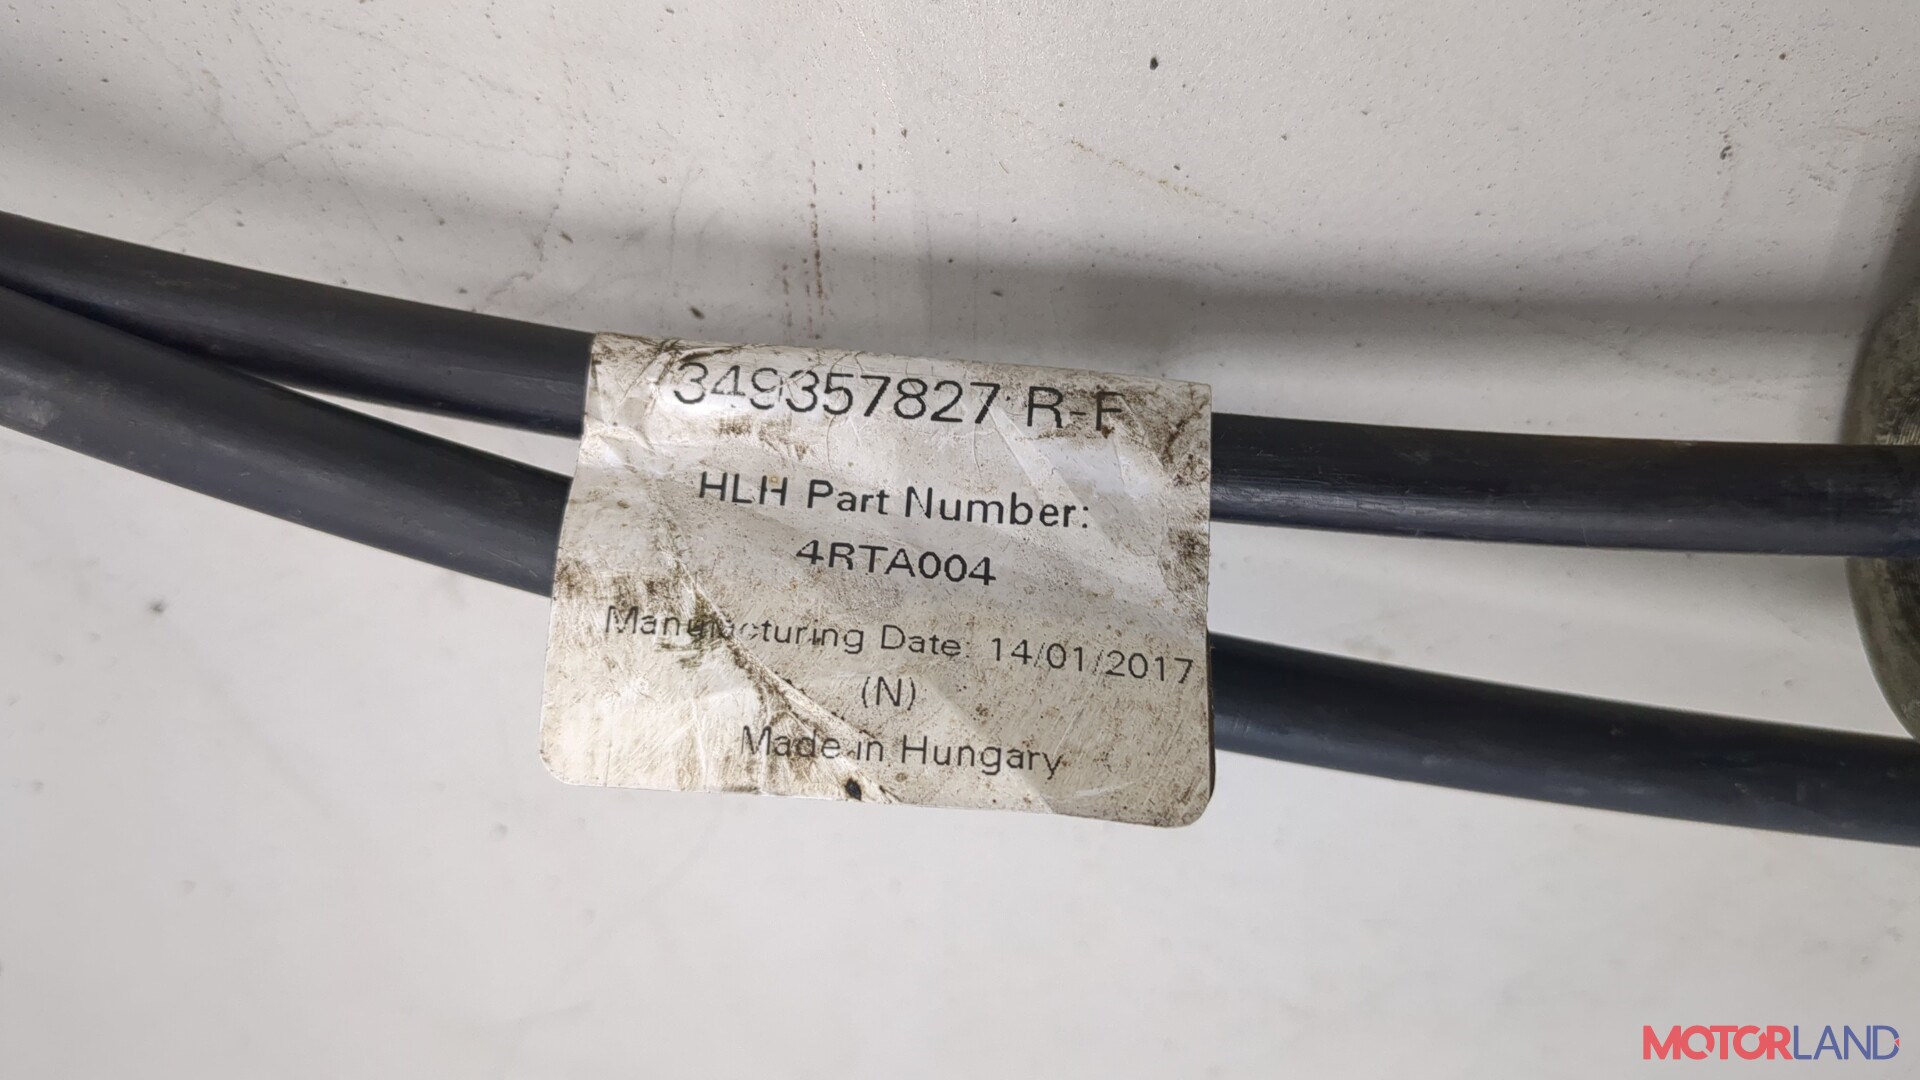 349357827 R-F
HLH Part Number:
4RTA004
Manufacturing Date: 14/01/2017
(N)
Made in Hungary
MOTORLAND